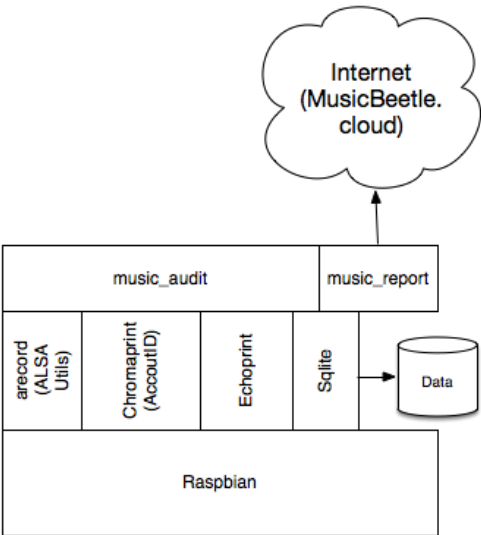 Internet
(MusicBeetle.
cloud)
music_audit
music_report
arecord
(ALSA
Utils)
Chromaprint
(AccoutID)
Echoprint
Sqlite
Data
Raspbian